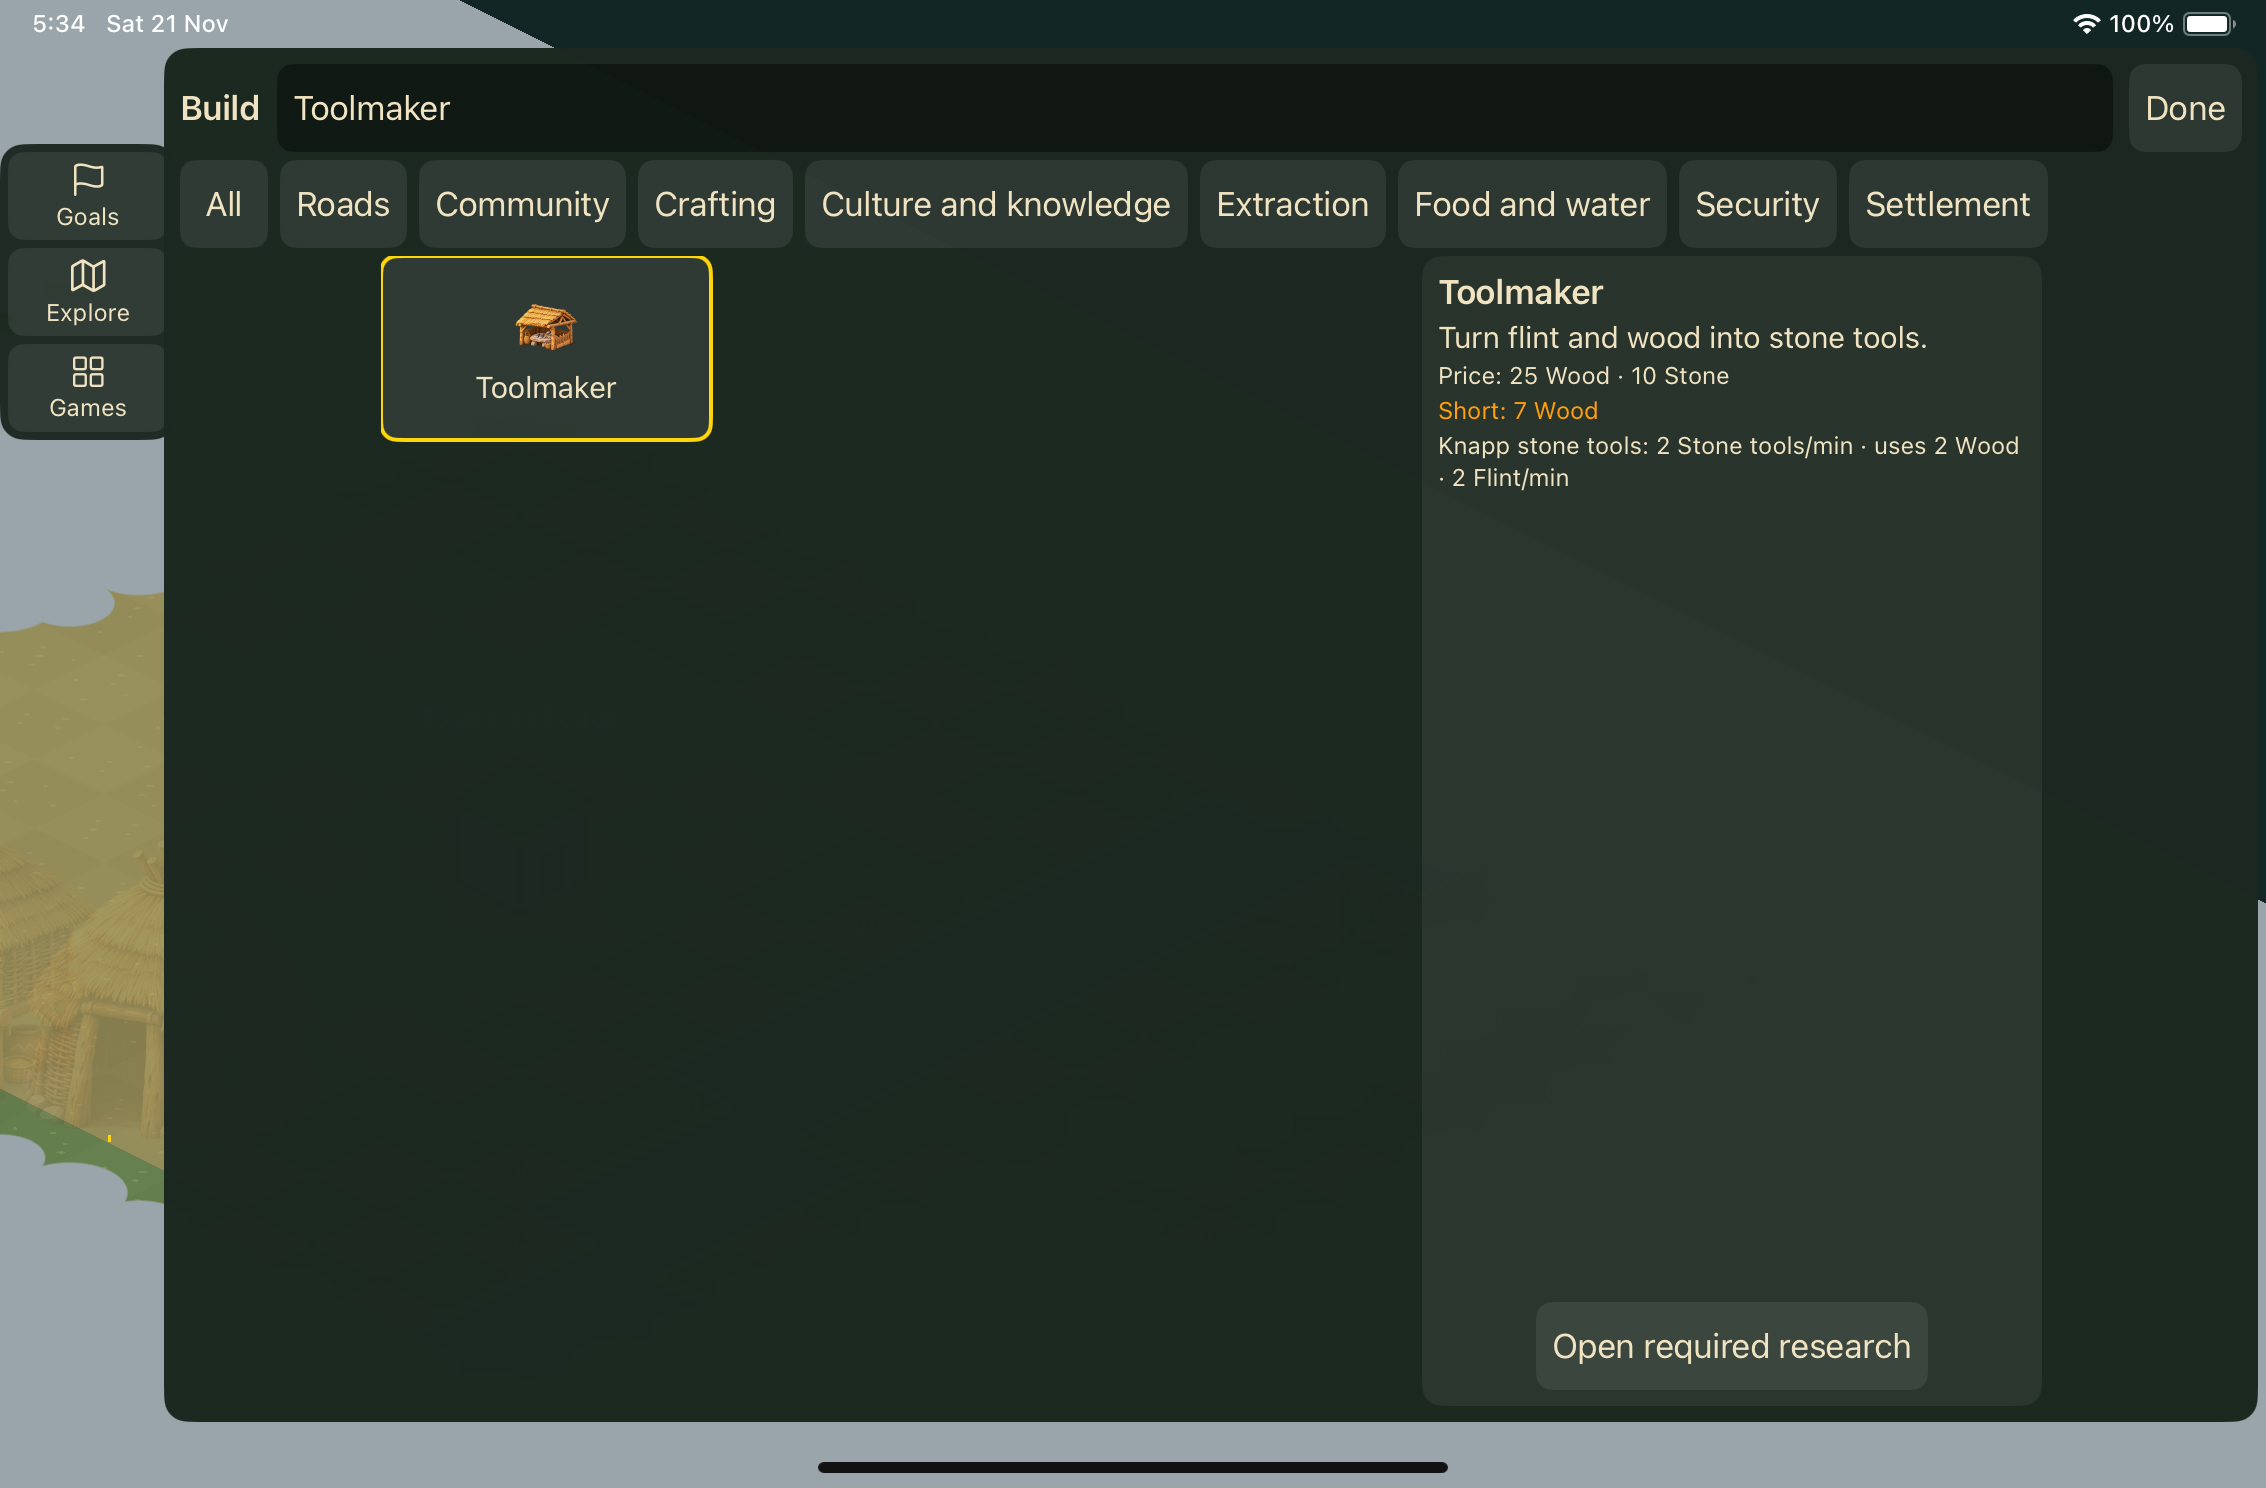 5:34 Sat 21 Nov
100%
Build
Toolmaker
Done
Goals
Explore
Games
All
Roads
Community
Crafting
Culture and knowledge
Extraction
Food and water
Security
Settlement
Toolmaker
Toolmaker
Turn flint and wood into stone tools.
Price: 25 Wood · 10 Stone
Short: 7 Wood
Knapp stone tools: 2 Stone tools/min · uses 2 Wood
· 2 Flint/min
Open required research